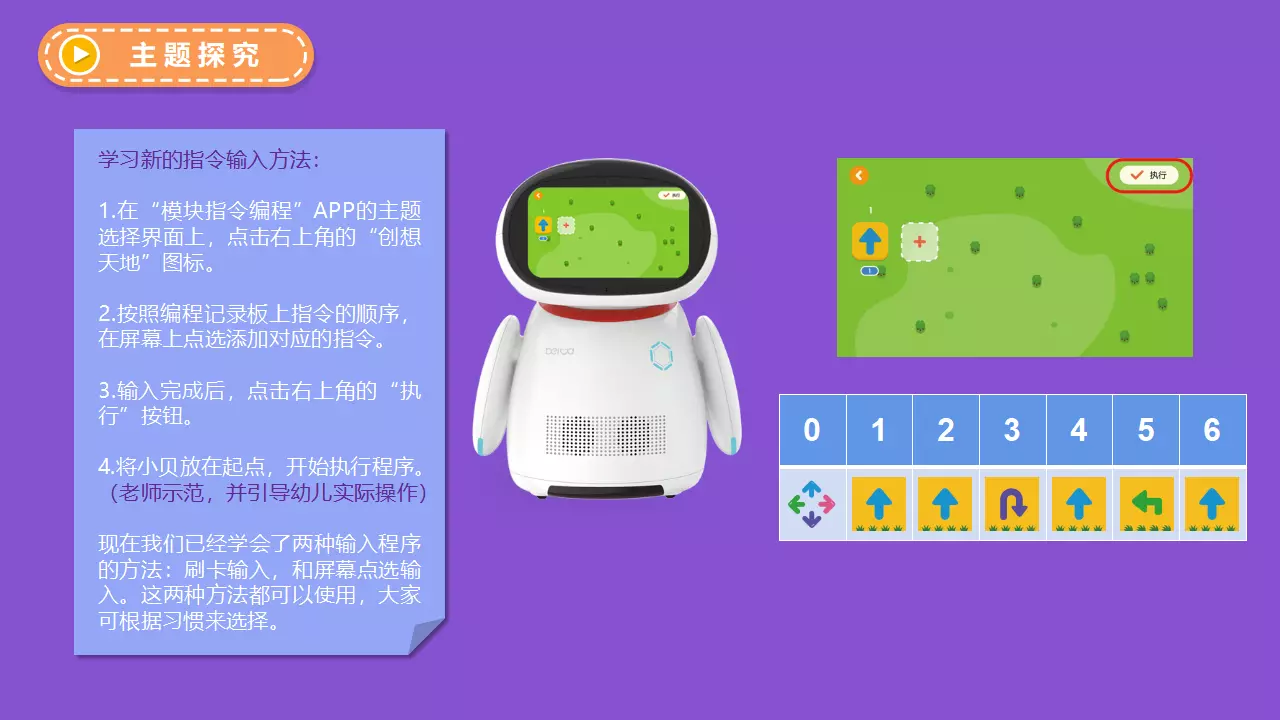 主题探究
学习新的指令输入方法：
1.在“模块指令编程”APP的主题
选择界面上，点击右上角的“创想
天地”图标。
2.按照编程记录板上指令的顺序，
在屏幕上点选添加对应的指令。
3.输入完成后，点击右上角的“执
行”按钮。
4.将小贝放在起点，开始执行程序。
（老师示范，并引导幼儿实际操作）
现在我们已经学会了两种输入程序
的方法：刷卡输入，和屏幕点选输
入。这两种方法都可以使用，大家
可根据习惯来选择。
执行
1
1
执行
0 1 2 3 4 5 6